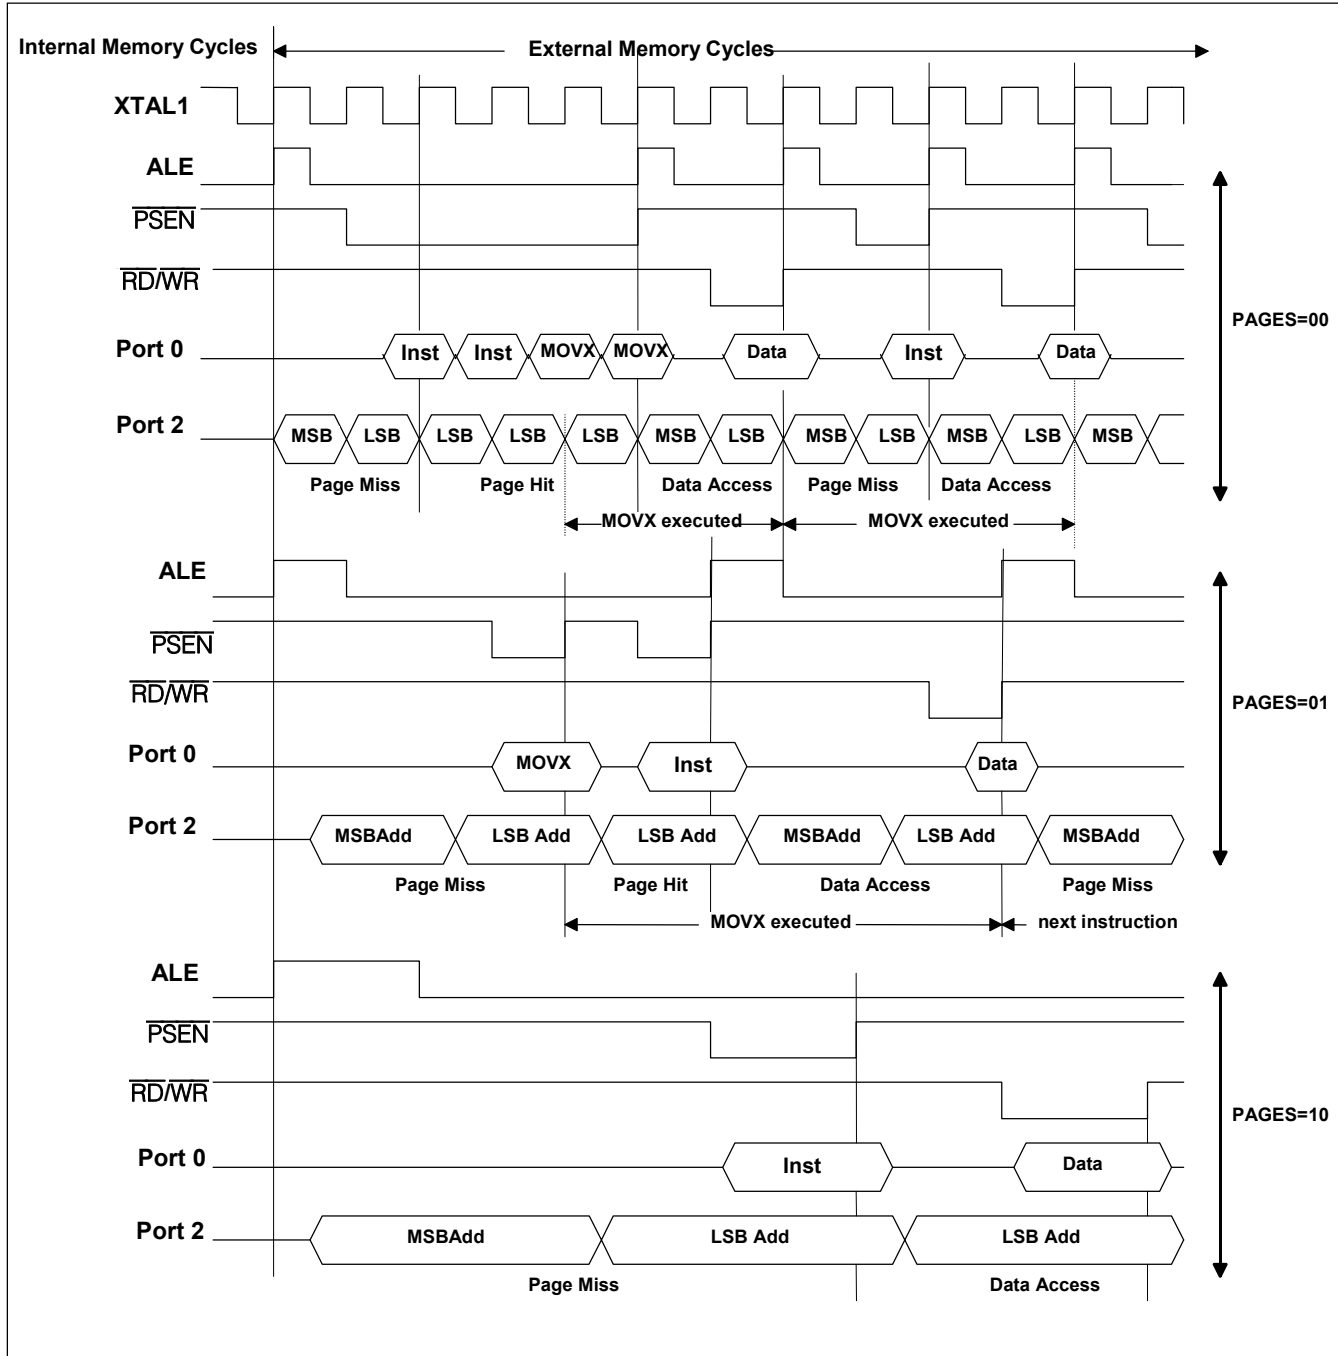 Internal Memory Cycles External Memory Cycles
XTAL1
ALE
PSEN
RD/WR
PAGES=00
Port 0 Inst Inst MOVX MOVX Data Inst Data
Port 2 MSB LSB LSB LSB LSB MSB LSB MSB LSB MSB LSB MSB
Page Miss Page Hit Data Access Page Miss Data Access
MOVX executed MOVX executed
ALE
PSEN
RD/WR
PAGES=01
Port 0 MOVX Inst Data
Port 2 MSBAdd LSB Add LSB Add MSBAdd LSB Add MSBAdd
Page Miss Page Hit Data Access Page Miss
MOVX executed next instruction
ALE
PSEN
RD/WR
PAGES=10
Port 0 Inst Data
Port 2 MSBAdd LSB Add LSB Add
Page Miss Data Access